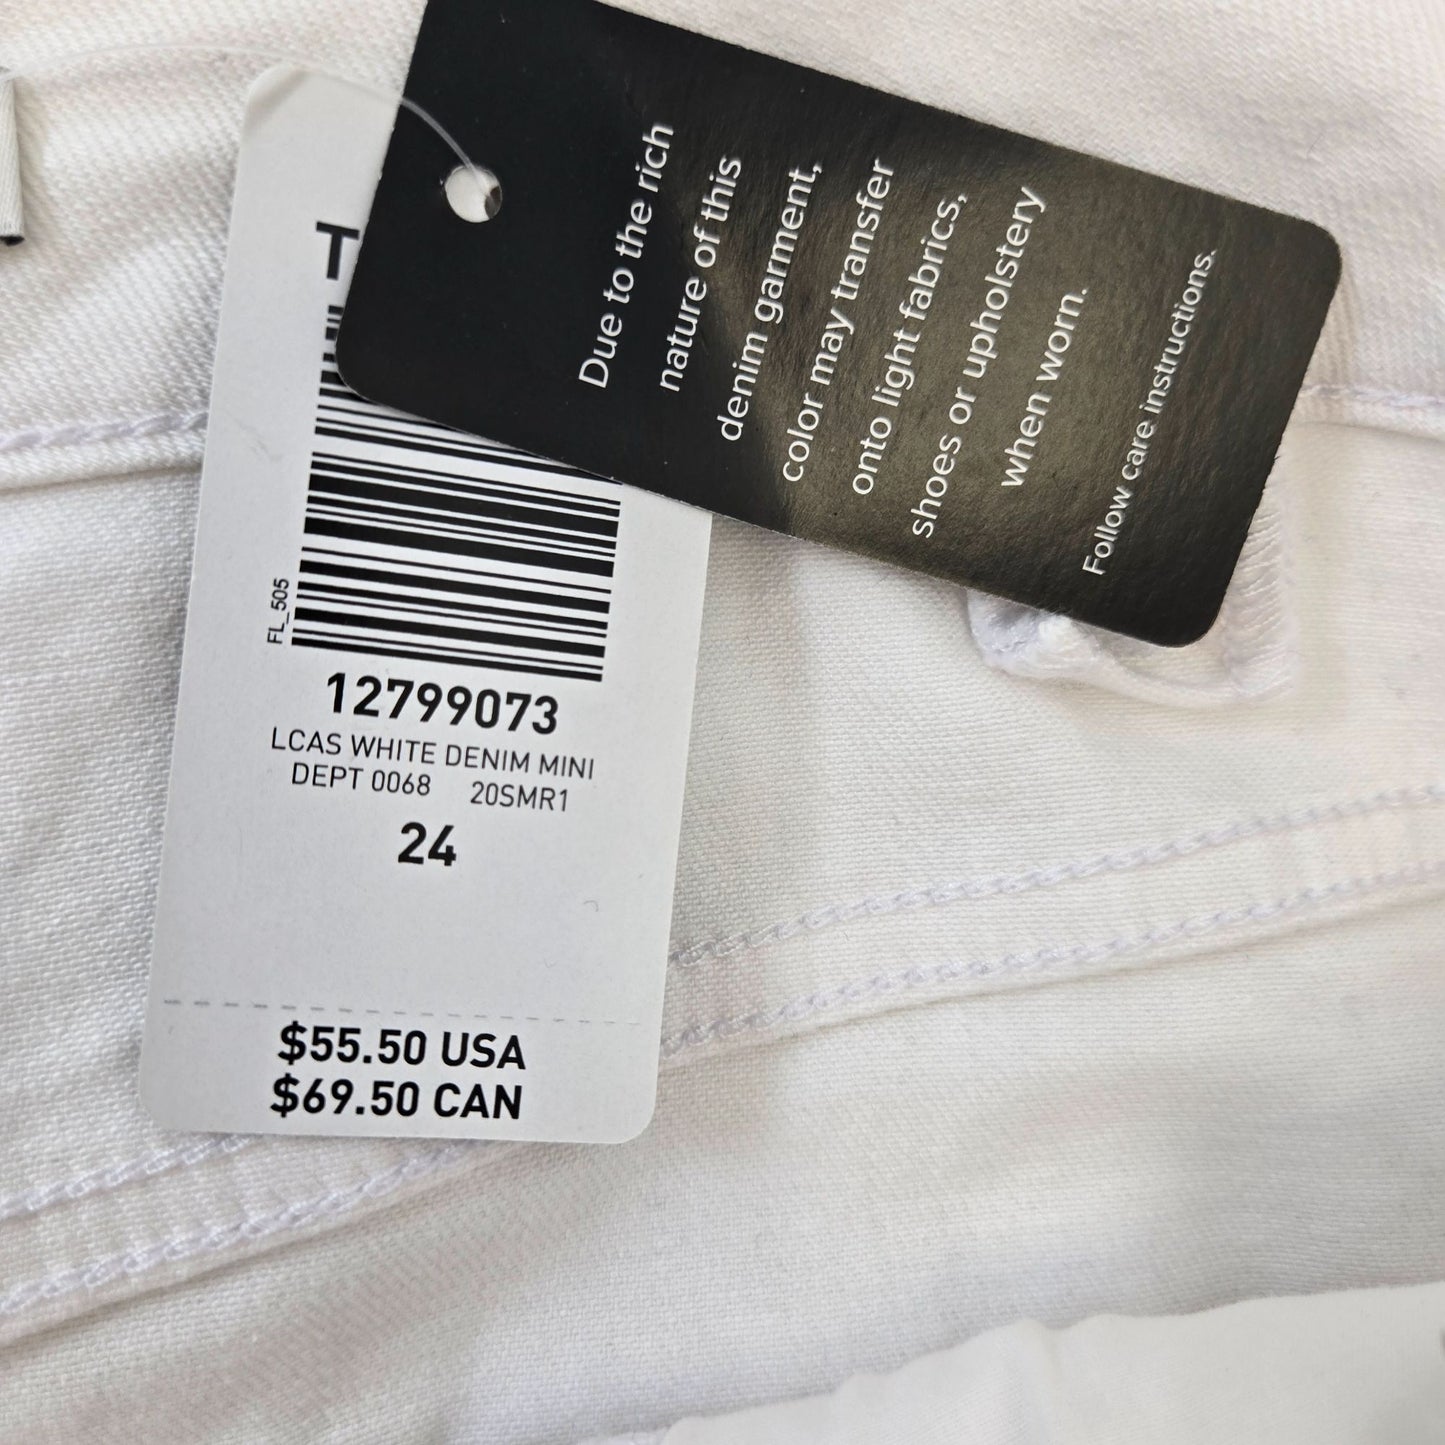 Due to the rich
nature of this
denim garment,
color may transfer
onto light fabrics,
shoes or upholstery
when worn.
Follow care instructions.
T
FL_505
12799073
LCAS WHITE DENIM MINI
DEPT 0068 20SMR1
24
$55.50 USA
$69.50 CAN